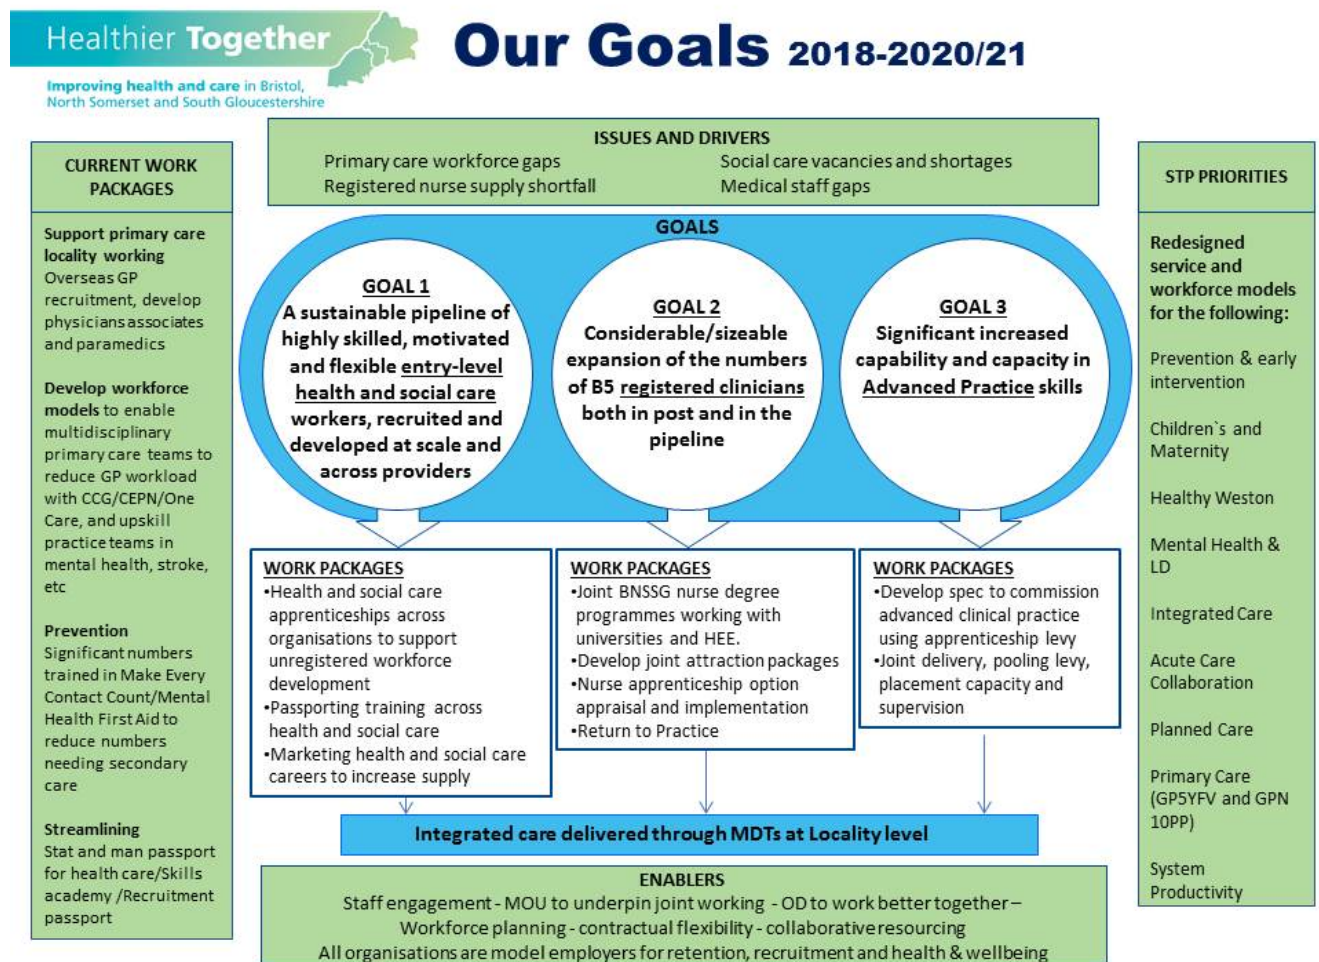 Healthier Together
Improving health and care in Bristol,
North Somerset and South Gloucestershire
Our Goals 2018-2020/21
CURRENT WORK
PACKAGES
Support primary care
locality working
Overseas GP
recruitment, develop
physicians associates
and paramedics
Develop workforce
models to enable
multidisciplinary
primary care teams to
reduce GP workload
with CCG/CEPN/One
Care, and upskill
practice teams in
mental health, stroke,
etc
Prevention
Significant numbers
trained in Make Every
Contact Count/Mental
Health First Aid to
reduce numbers
needing secondary
care
Streamlining
Stat and man passport
for health care/Skills
academy /Recruitment
passport
ISSUES AND DRIVERS
Primary care workforce gaps
Registered nurse supply shortfall
Social care vacancies and shortages
Medical staff gaps
GOALS
GOAL 1
A sustainable pipeline of
highly skilled, motivated
and flexible entry-level
health and social care
workers, recruited and
developed at scale and
across providers
GOAL 2
Considerable/sizeable
expansion of the numbers
of B5 registered clinicians
both in post and in the
pipeline
GOAL 3
Significant increased
capability and capacity in
Advanced Practice skills
WORK PACKAGES
•Health and social care
apprenticeships across
organisations to support
unregistered workforce
development
•Passporting training across
health and social care
•Marketing health and social care
careers to increase supply
WORK PACKAGES
•Joint BNSSG nurse degree
programmes working with
universities and HEE.
•Develop joint attraction packages
•Nurse apprenticeship option
appraisal and implementation
•Return to Practice
WORK PACKAGES
•Develop spec to commission
advanced clinical practice
using apprenticeship levy
•Joint delivery, pooling levy,
placement capacity and
supervision
Integrated care delivered through MDTs at Locality level
ENABLERS
Staff engagement - MOU to underpin joint working - OD to work better together –
Workforce planning - contractual flexibility - collaborative resourcing
All organisations are model employers for retention, recruitment and health & wellbeing
STP PRIORITIES
Redesigned
service and
workforce models
for the following:
Prevention & early
intervention
Children`s and
Maternity
Healthy Weston
Mental Health &
LD
Integrated Care
Acute Care
Collaboration
Planned Care
Primary Care
(GP5YFV and GPN
10PP)
System
Productivity